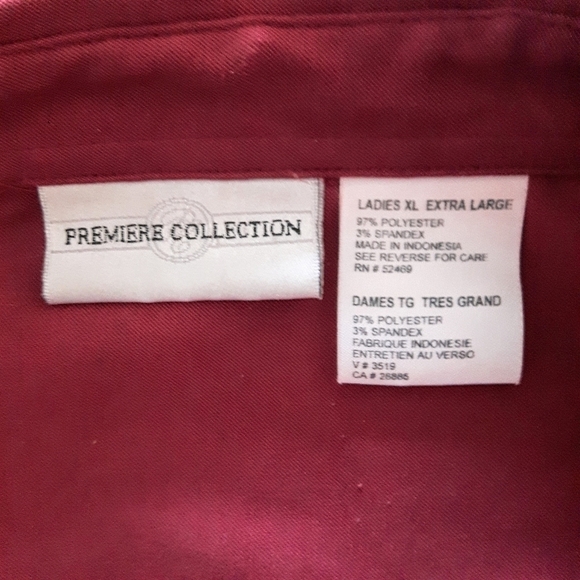 PREMIERE COLLECTION
LADIES XL EXTRA LARGE
97% POLYESTER
3% SPANDEX
MADE IN INDONESIA
SEE REVERSE FOR CARE
RN # 52469
DAMES TG TRES GRAND
97% POLYESTER
3% SPANDEX
FABRIQUE INDONESIE
ENTRETIEN AU VERSO
V # 3519
CA # 26886